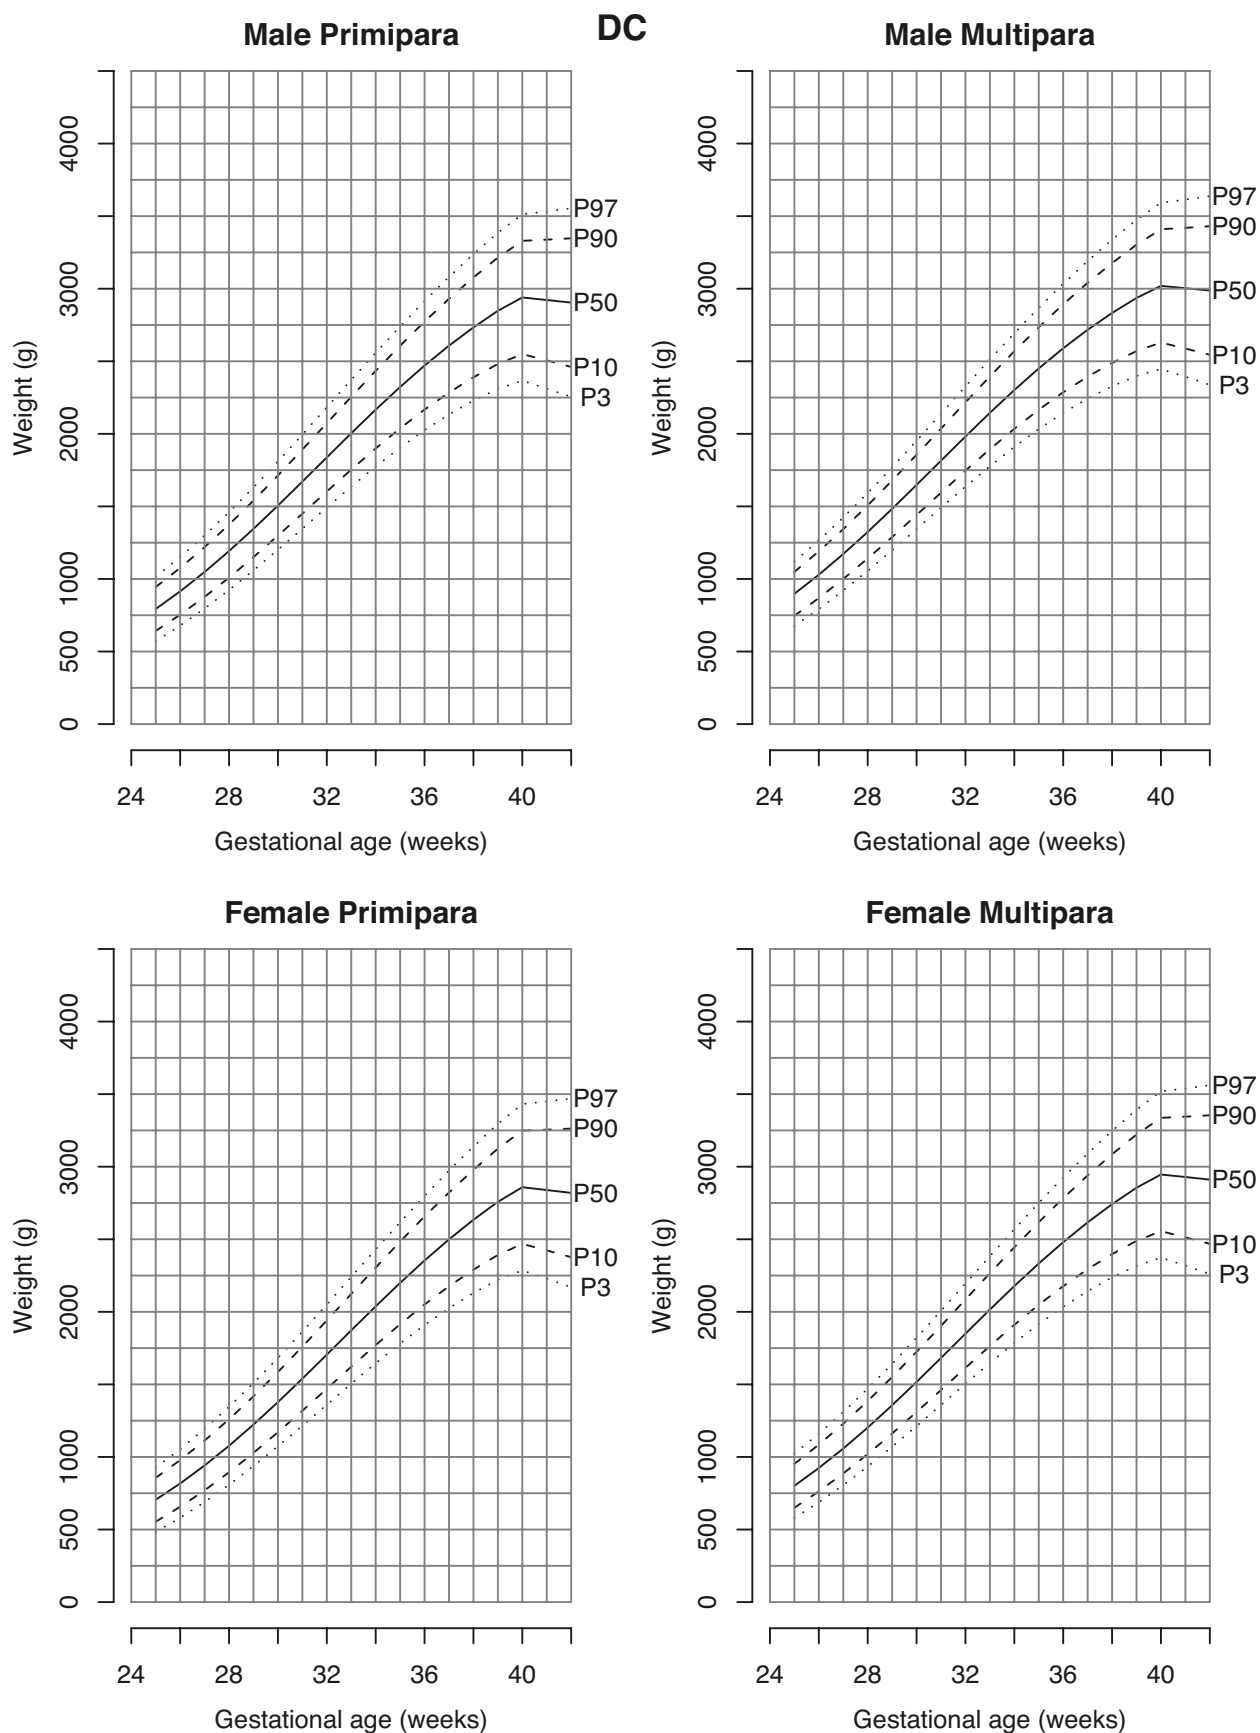 DC
Male Primipara
Weight (g)
4000
3000
2000
1000
500
0
P97
P90
P50
P10
P3
24 28 32 36 40
Gestational age (weeks)
Male Multipara
Weight (g)
4000
3000
2000
1000
500
0
P97
P90
P50
P10
P3
24 28 32 36 40
Gestational age (weeks)
Female Primipara
Weight (g)
4000
3000
2000
1000
500
0
P97
P90
P50
P10
P3
24 28 32 36 40
Gestational age (weeks)
Female Multipara
Weight (g)
4000
3000
2000
1000
500
0
P97
P90
P50
P10
P3
24 28 32 36 40
Gestational age (weeks)